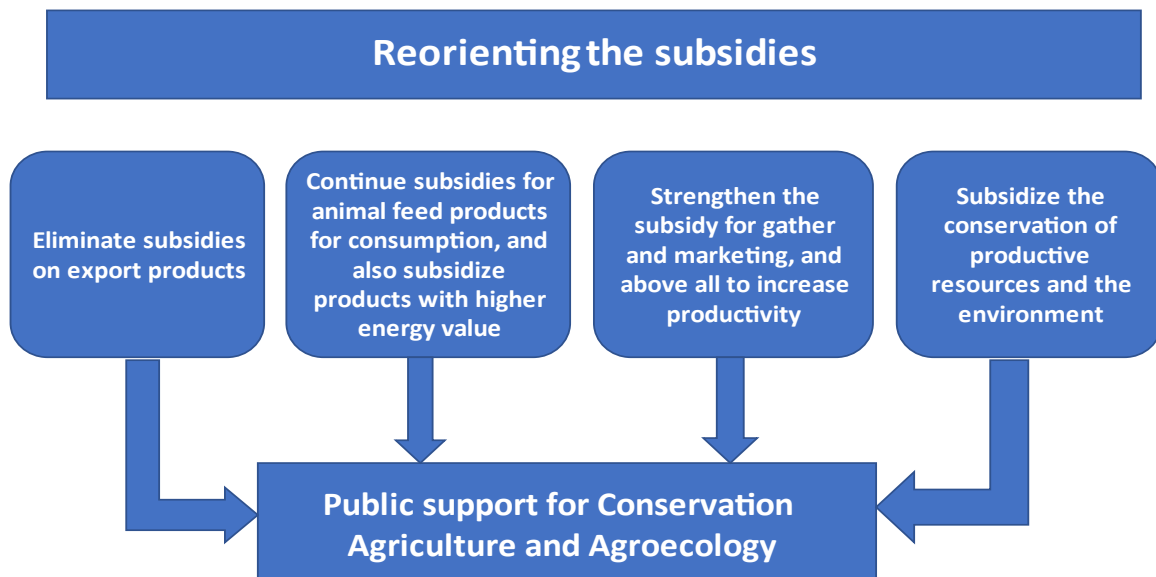 Reorienting the subsidies
Eliminate subsidies
on export products
Continue subsidies for
animal feed products
for consumption, and
also subsidize
products with higher
energy value
Strengthen the
subsidy for gather
and marketing, and
above all to increase
productivity
Subsidize the
conservation of
productive
resources and the
environment
Public support for Conservation
Agriculture and Agroecology